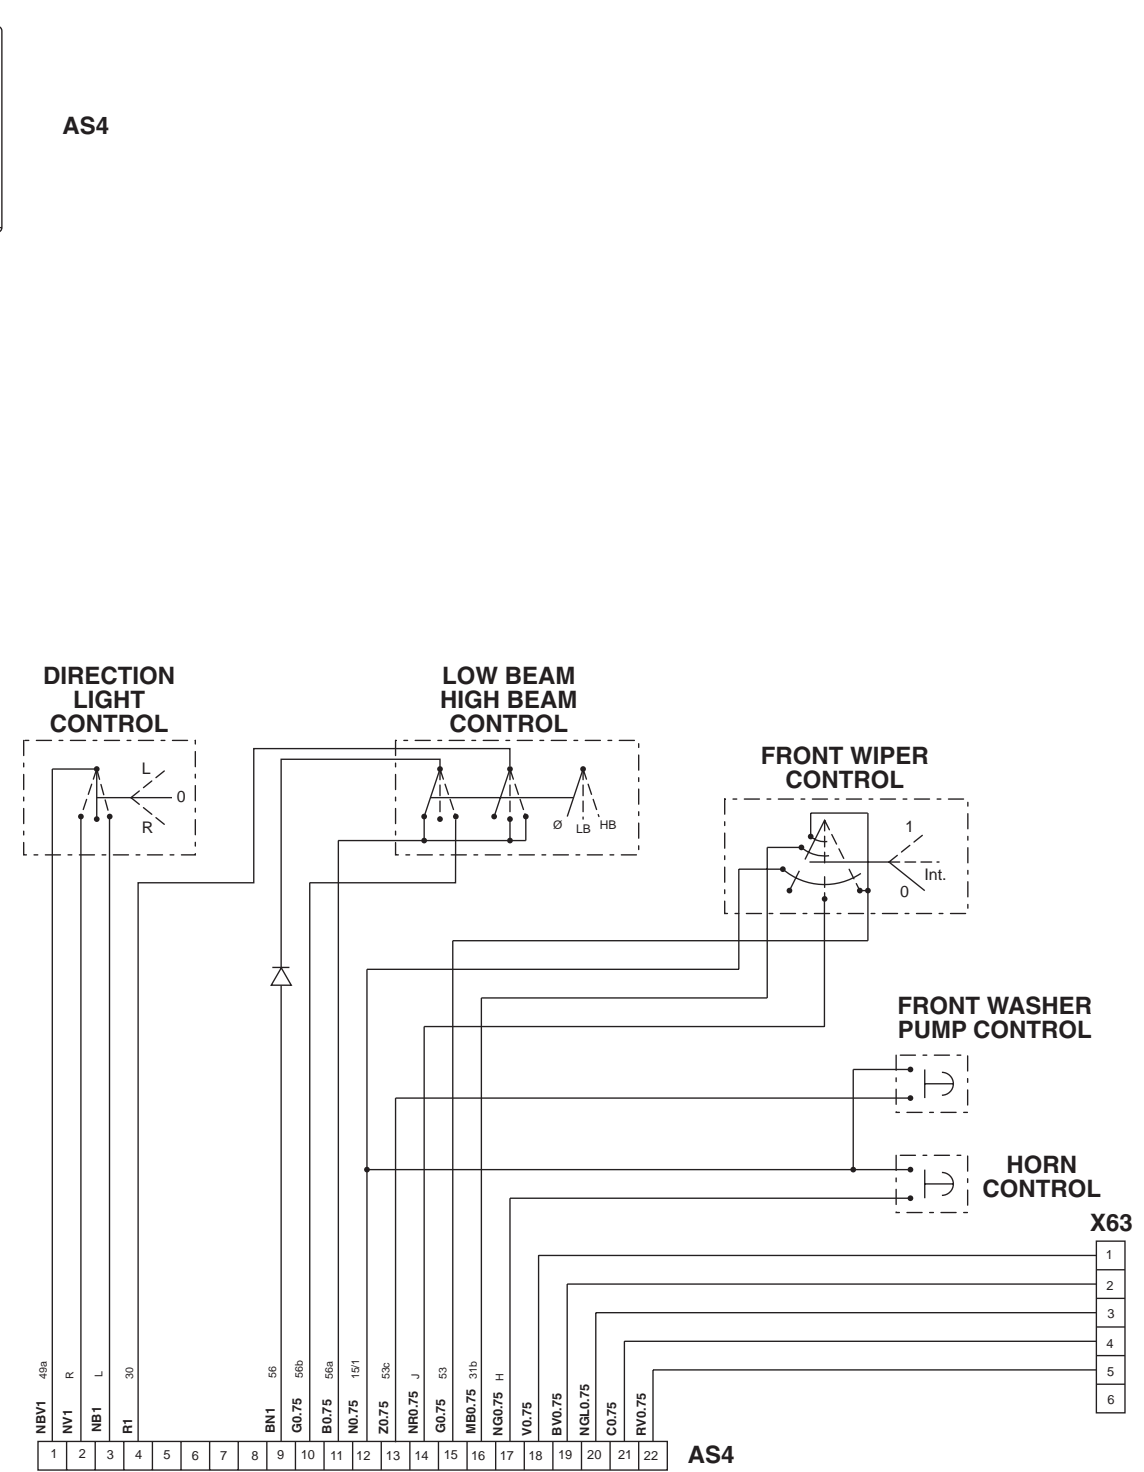 AS4
DIRECTION
LIGHT
CONTROL
LOW BEAM
HIGH BEAM
CONTROL
FRONT WIPER
CONTROL
L
0
R
Ø
LB
HB
1
Int.
0
FRONT WASHER
PUMP CONTROL
HORN
CONTROL
X63
1
2
3
4
5
6
49a
R
L
30
56
56b
56a
15/1
53c
J
53
31b
H
NBV1
NV1
NB1
R1
BN1
G0.75
B0.75
N0.75
Z0.75
NR0.75
G0.75
MB0.75
NG0.75
V0.75
BV0.75
NGL0.75
C0.75
RV0.75
1 2 3 4 5 6 7 8 9 10 11 12 13 14 15 16 17 18 19 20 21 22
AS4